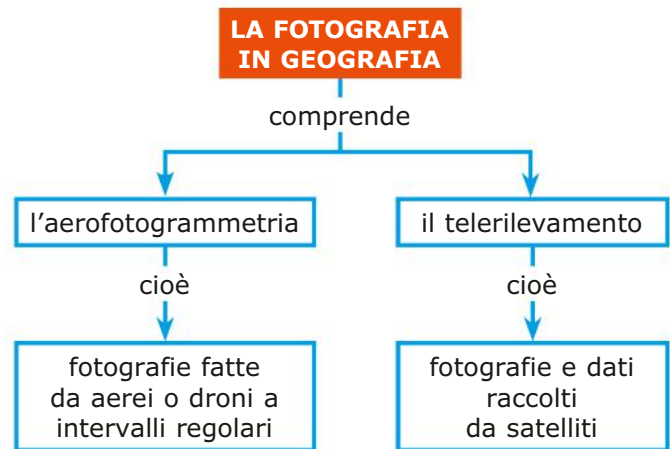 LA FOTOGRAFIA
IN GEOGRAFIA
comprende
l'aerofotogrammetria
cioè
fotografie fatte
da aerei o droni a
intervalli regolari
il telerilevamento
cioè
fotografie e dati
raccolti
da satelliti